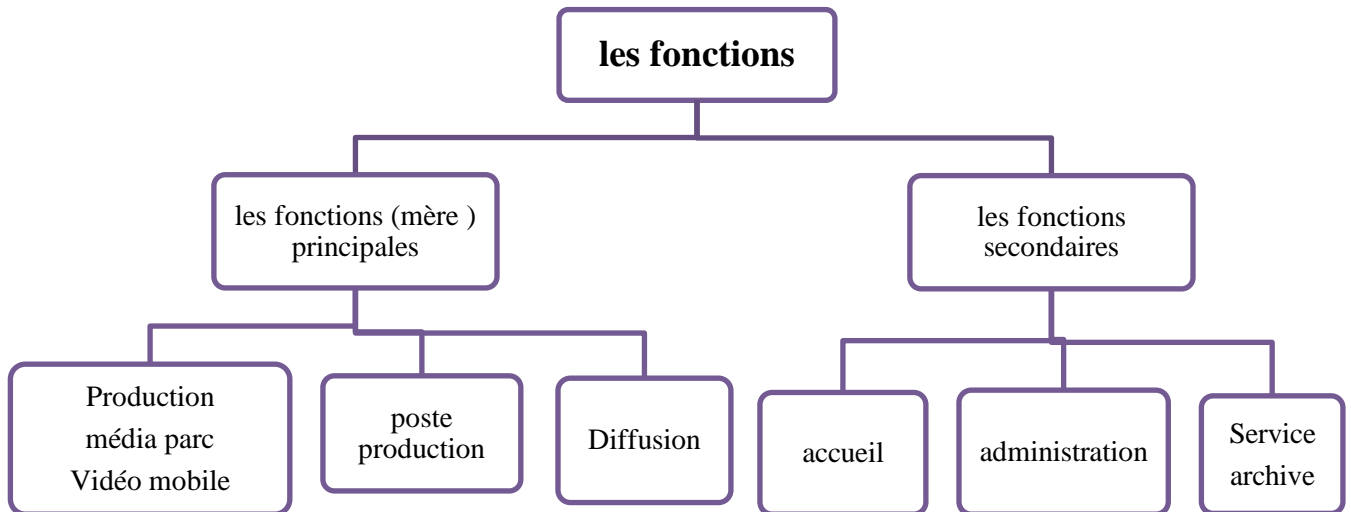 les fonctions
les fonctions (mère )
principales
les fonctions
secondaires
Production
média parc
Vidéo mobile
poste
production
Diffusion
accueil
administration
Service
archive